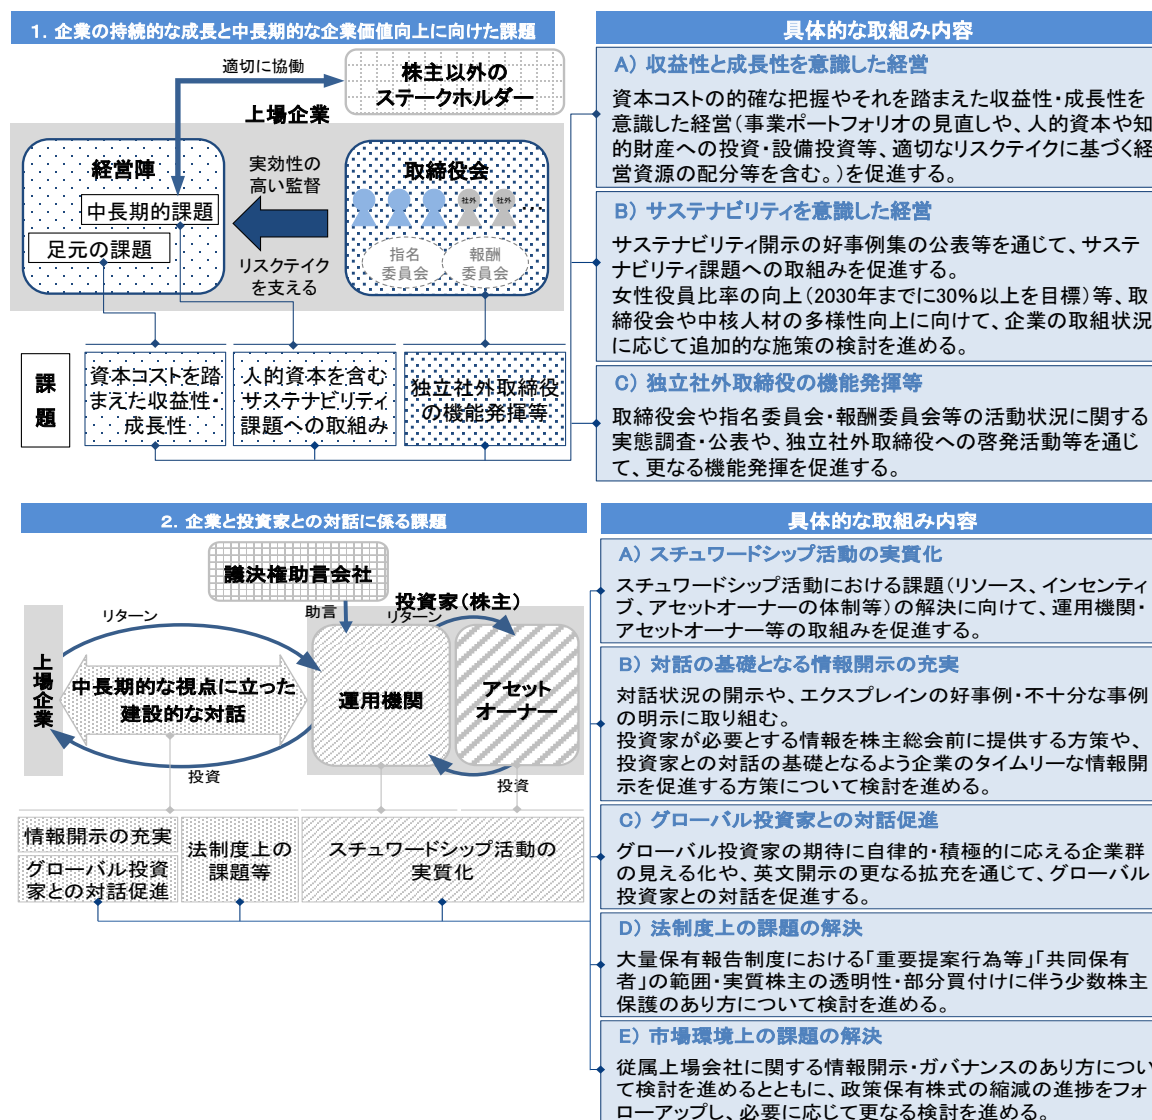 1．企業の持続的な成長と中長期的な企業価値向上に向けた課題
適切に協働
株主以外の
ステークホルダー
上場企業
経営陣
中長期的課題
足元の課題
実効性の
高い監督
リスクテイク
を支える
取締役会
社外
社外
指名
委員会
報酬
委員会
課
題
資本コストを踏
まえた収益性・
成長性
人的資本を含む
サステナビリティ
課題への取組み
独立社外取締役
の機能発揮等
具体的な取組み内容
A）収益性と成長性を意識した経営
資本コストの的確な把握やそれを踏まえた収益性・成長性を
意識した経営（事業ポートフォリオの見直しや、人的資本や知
的財産への投資・設備投資等、適切なリスクテイクに基づく経
営資源の配分等を含む。）を促進する。
B）サステナビリティを意識した経営
サステナビリティ開示の好事例集の公表等を通じて、サステ
ナビリティ課題への取組みを促進する。
女性役員比率の向上（2030年までに30％以上を目標）等、取
締役会や中核人材の多様性向上に向けて、企業の取組状況
に応じて追加的な施策の検討を進める。
C）独立社外取締役の機能発揮等
取締役会や指名委員会・報酬委員会等の活動状況に関する
実態調査・公表や、独立社外取締役への啓発活動等を通じ
て、更なる機能発揮を促進する。
2．企業と投資家との対話に係る課題
議決権助言会社
助言
投資家（株主）
リターン
リターン
上場企業
中長期的な視点に立った
建設的な対話
運用機関
アセット
オーナー
投資
投資
情報開示の充実
グローバル投資
家との対話促進
法制度上の
課題等
スチュワードシップ活動の
実質化
具体的な取組み内容
A）スチュワードシップ活動の実質化
スチュワードシップ活動における課題（リソース、インセンティ
ブ、アセットオーナーの体制等）の解決に向けて、運用機関・
アセットオーナー等の取組みを促進する。
B）対話の基礎となる情報開示の充実
対話状況の開示や、エクスプレインの好事例・不十分な事例
の明示に取り組む。
投資家が必要とする情報を株主総会前に提供する方策や、
投資家との対話の基礎となるよう企業のタイムリーな情報開
示を促進する方策について検討を進める。
C）グローバル投資家との対話促進
グローバル投資家の期待に自律的・積極的に応える企業群
の見える化や、英文開示の更なる拡充を通じて、グローバル
投資家との対話を促進する。
D）法制度上の課題の解決
大量保有報告制度における「重要提案行為等」「共同保有
者」の範囲・実質株主の透明性・部分買付けに伴う少数株主
保護のあり方について検討を進める。
E）市場環境上の課題の解決
従属上場会社に関する情報開示・ガバナンスのあり方につい
て検討を進めるとともに、政策保有株式の縮減の進捗をフォ
ローアップし、必要に応じて更なる検討を進める。